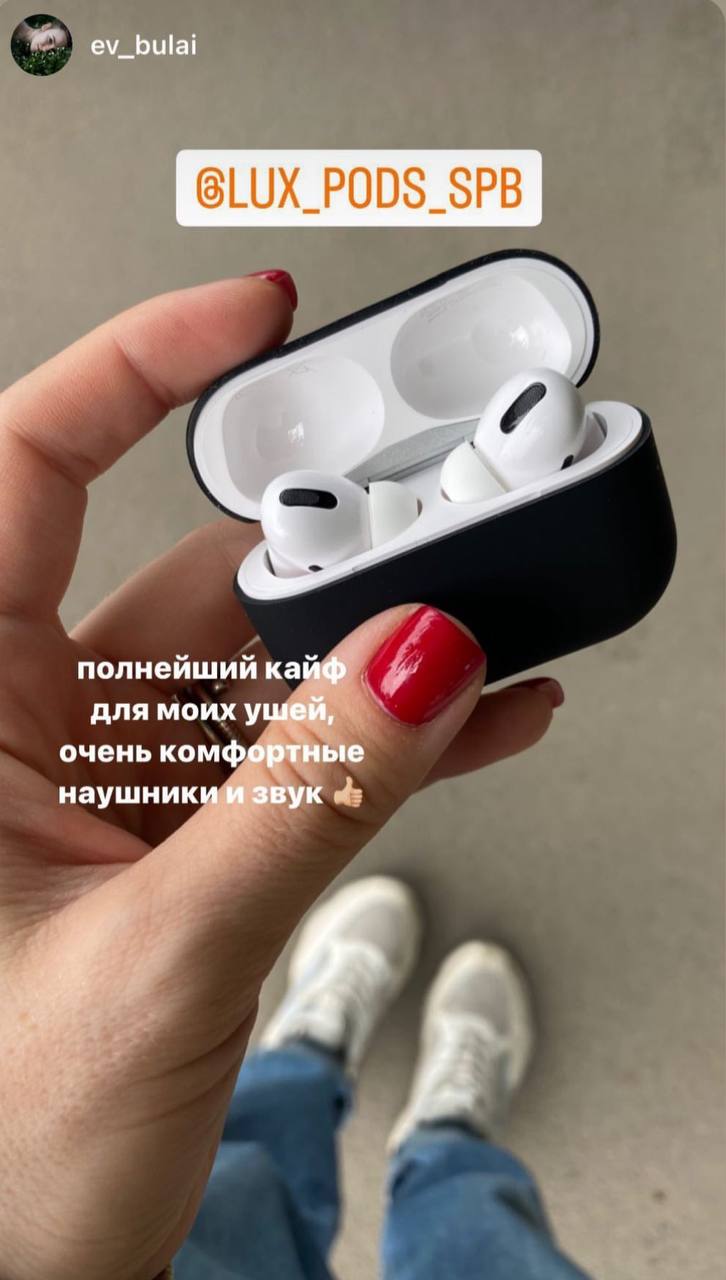 ev_bulai
@LUX_PODS_SPB
полнейший кайф
для моих ушей,
очень комфортные
наушники и звук 👍🏻